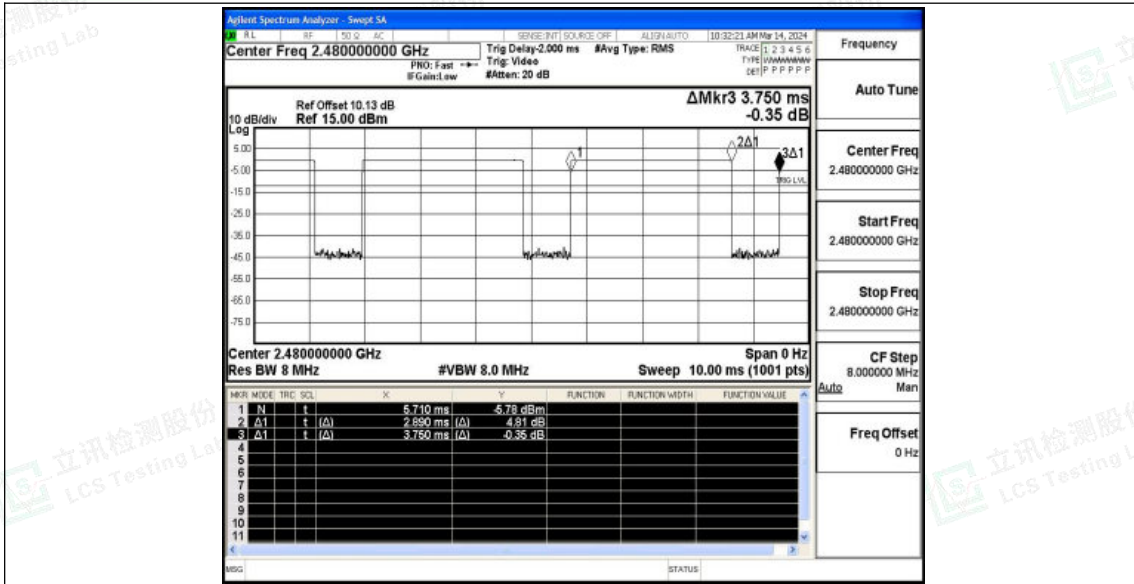 Agilent Spectrum Analyzer - Swept SA
RL RF 50 Ω AC SENSE:INT SOURCE OFF ALIGN AUTO 10:32:21 AM Mar 14, 2024
Center Freq 2.480000000 GHz
PNO: Fast
IFGain:Low
Trig Delay-2.000 ms #Avg Type: RMS
Trig: Video
#Atten: 20 dB
TRACE 1 2 3 4 5 6
TYPE
DET P P P P P P
Frequency
Auto Tune
Center Freq
2.480000000 GHz
Start Freq
2.480000000 GHz
Stop Freq
2.480000000 GHz
CF Step
8.000000 MHz
Auto Man
Freq Offset
0 Hz
ΔMkr3 3.750 ms
-0.35 dB
Ref Offset 10.13 dB
10 dB/div Ref 15.00 dBm
Log
5.00
-5.00
-15.0
-25.0
-35.0
-45.0
-55.0
-65.0
-75.0
1
2Δ1
3Δ1
TRIG LVL
Center 2.480000000 GHz Span 0 Hz
Res BW 8 MHz #VBW 8.0 MHz Sweep 10.00 ms (1001 pts)
MKR MODE TRC SCL X Y FUNCTION FUNCTION WIDTH FUNCTION VALUE
1 N t 5.710 ms -5.78 dBm
2 Δ1 t (Δ) 2.890 ms (Δ) 4.81 dB
3 Δ1 t (Δ) 3.750 ms (Δ) -0.35 dB
4
5
6
7
8
9
10
11
MSG STATUS
立讯检测股份
LCS Testing Lab
立讯检测股份
LCS Testing L